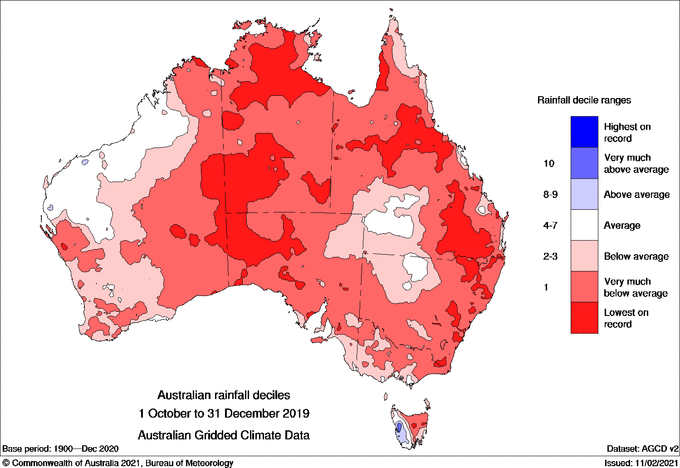 Rainfall decile ranges
Highest on
record
10
Very much
above average
8-9
Above average
4-7
Average
2-3
Below average
1
Very much
below average
Lowest on
record
Australian rainfall deciles
1 October to 31 December 2019
Australian Gridded Climate Data
Base period: 1900—Dec 2020
Dataset: AGCD v2
© Commonwealth of Australia 2021, Bureau of Meteorology
Issued: 11/02/2021